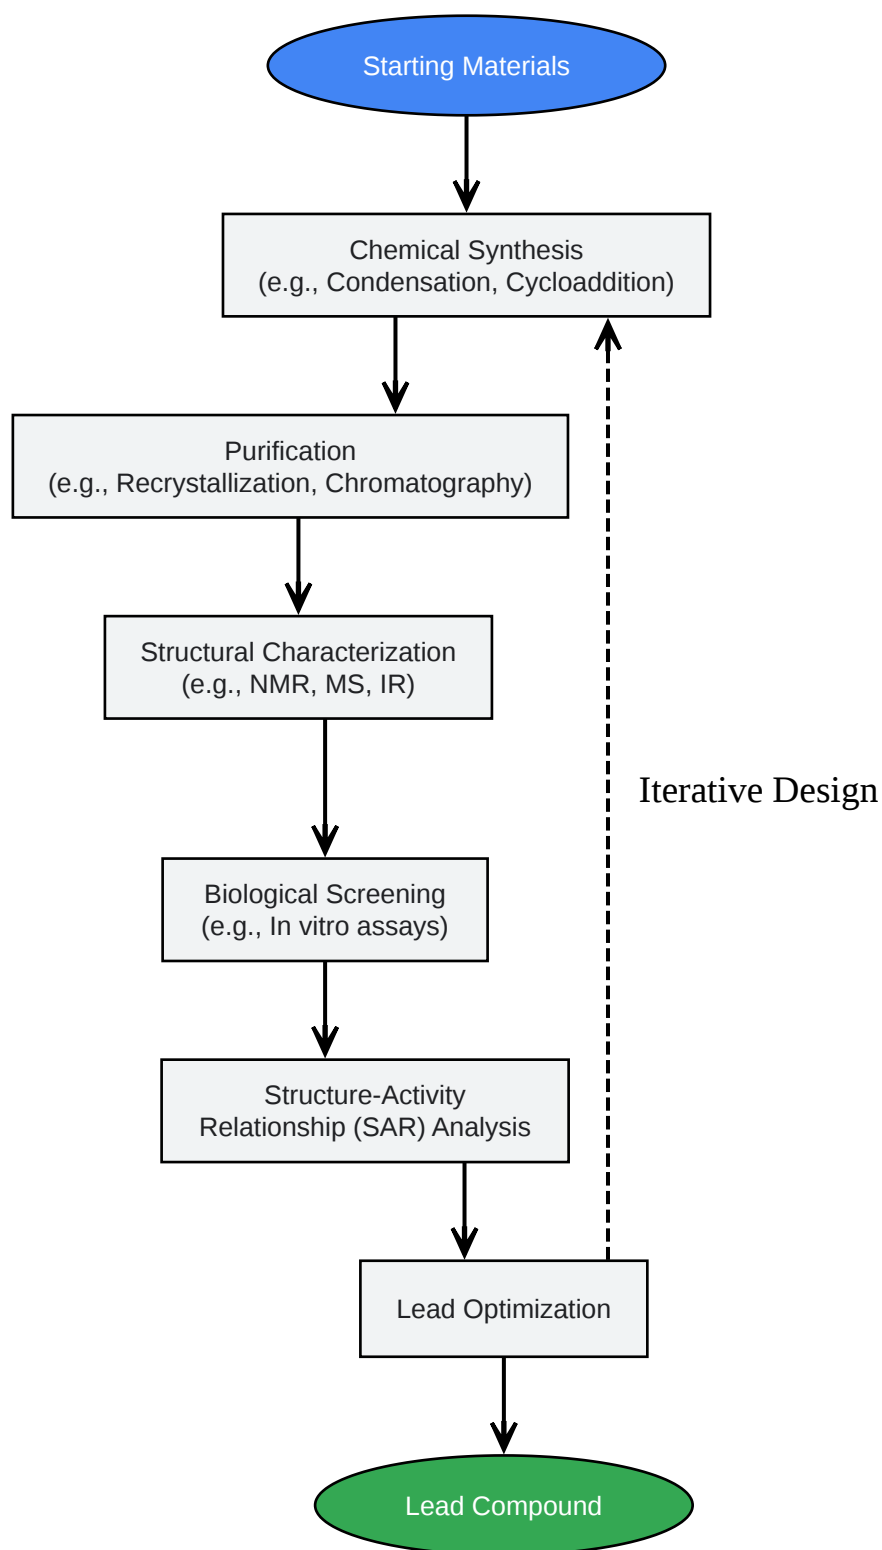 Starting Materials
Chemical Synthesis
(e.g., Condensation, Cycloaddition)
Purification
(e.g., Recrystallization, Chromatography)
Structural Characterization
(e.g., NMR, MS, IR)
Iterative Design
Biological Screening
(e.g., In vitro assays)
Structure-Activity
Relationship (SAR) Analysis
Lead Optimization
Lead Compound